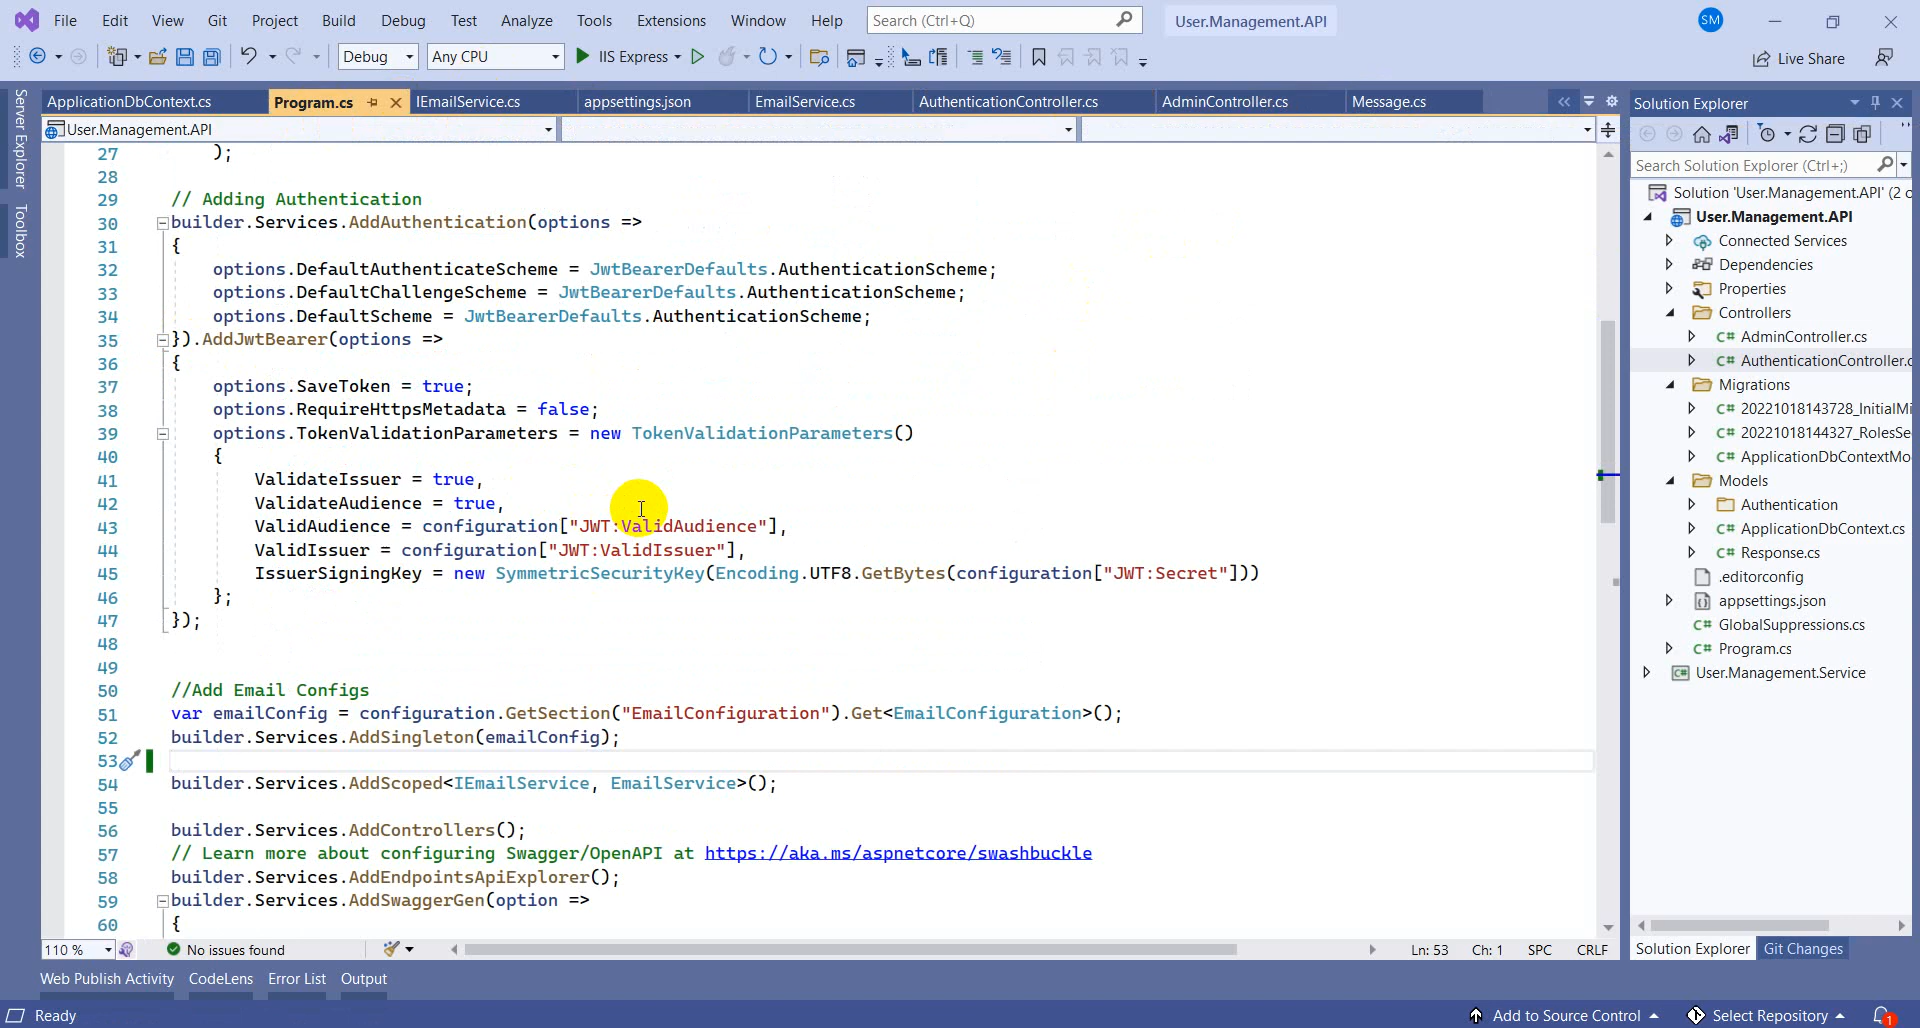 File Edit View Git Project Build Debug Test Analyze Tools Extensions Window Help Search (Ctrl+Q) User.Management.API SM
Debug Any CPU IIS Express Live Share
Server Explorer
Toolbox
ApplicationDbContext.cs Program.cs IEmailService.cs appsettings.json EmailService.cs AuthenticationController.cs AdminController.cs Message.cs
User.Management.API
27 );
28
29 // Adding Authentication
30 builder.Services.AddAuthentication(options =>
31 {
32 options.DefaultAuthenticateScheme = JwtBearerDefaults.AuthenticationScheme;
33 options.DefaultChallengeScheme = JwtBearerDefaults.AuthenticationScheme;
34 options.DefaultScheme = JwtBearerDefaults.AuthenticationScheme;
35 }).AddJwtBearer(options =>
36 {
37 options.SaveToken = true;
38 options.RequireHttpsMetadata = false;
39 options.TokenValidationParameters = new TokenValidationParameters()
40 {
41 ValidateIssuer = true,
42 ValidateAudience = true,
43 ValidAudience = configuration["JWT:ValidAudience"],
44 ValidIssuer = configuration["JWT:ValidIssuer"],
45 IssuerSigningKey = new SymmetricSecurityKey(Encoding.UTF8.GetBytes(configuration["JWT:Secret"]))
46 };
47 });
48
49
50 //Add Email Configs
51 var emailConfig = configuration.GetSection("EmailConfiguration").Get<EmailConfiguration>();
52 builder.Services.AddSingleton(emailConfig);
53
54 builder.Services.AddScoped<IEmailService, EmailService>();
55
56 builder.Services.AddControllers();
57 // Learn more about configuring Swagger/OpenAPI at https://aka.ms/aspnetcore/swashbuckle
58 builder.Services.AddEndpointsApiExplorer();
59 builder.Services.AddSwaggerGen(option =>
60 {
110 % No issues found Ln: 53 Ch: 1 SPC CRLF
Solution Explorer
Search Solution Explorer (Ctrl+;)
Solution 'User.Management.API' (2 o
User.Management.API
Connected Services
Dependencies
Properties
Controllers
C# AdminController.cs
C# AuthenticationController.c
Migrations
C# 20221018143728_InitialMi
C# 20221018144327_RolesSe
C# ApplicationDbContextMo
Models
Authentication
C# ApplicationDbContext.cs
C# Response.cs
.editorconfig
appsettings.json
C# GlobalSuppressions.cs
C# Program.cs
C# User.Management.Service
Solution Explorer Git Changes
Web Publish Activity CodeLens Error List Output
Ready Add to Source Control Select Repository 1